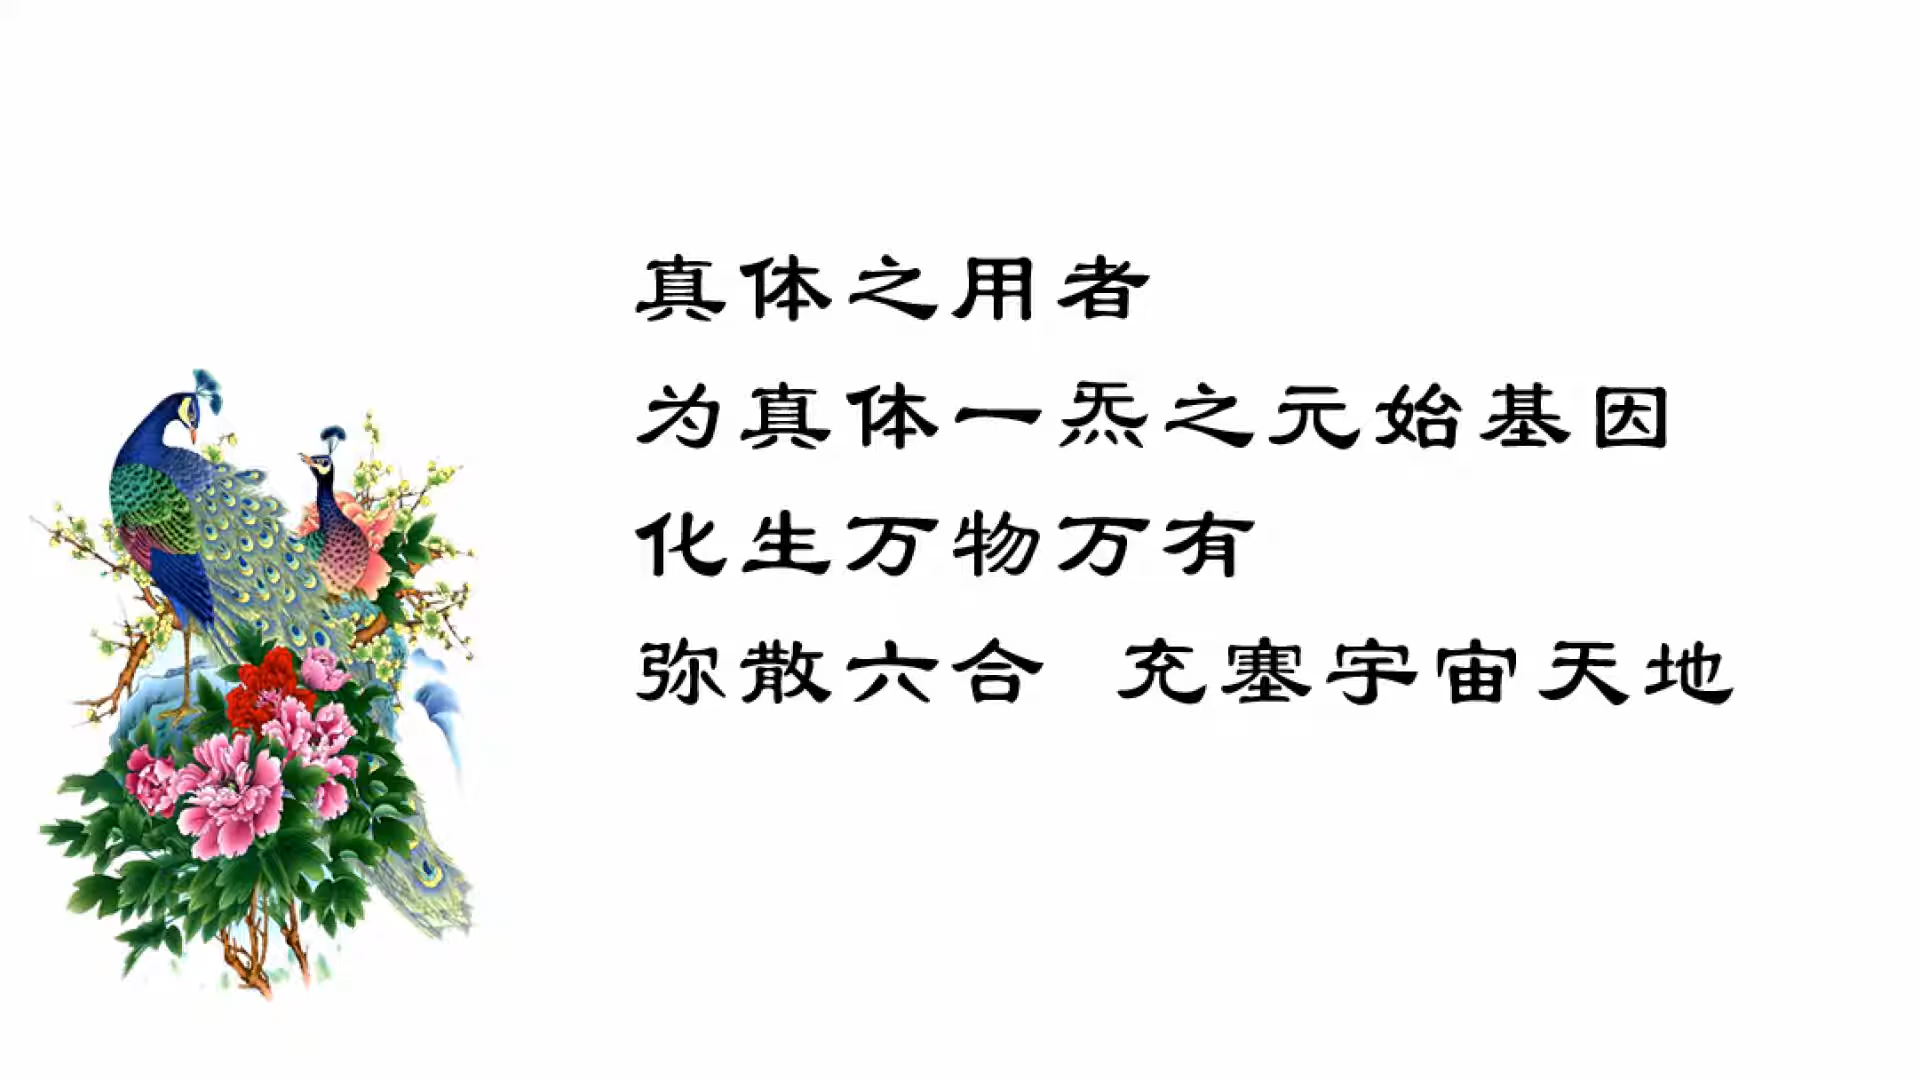 真体之用者
为真体一炁之元始基因
化生万物万有
弥散六合 充塞宇宙天地